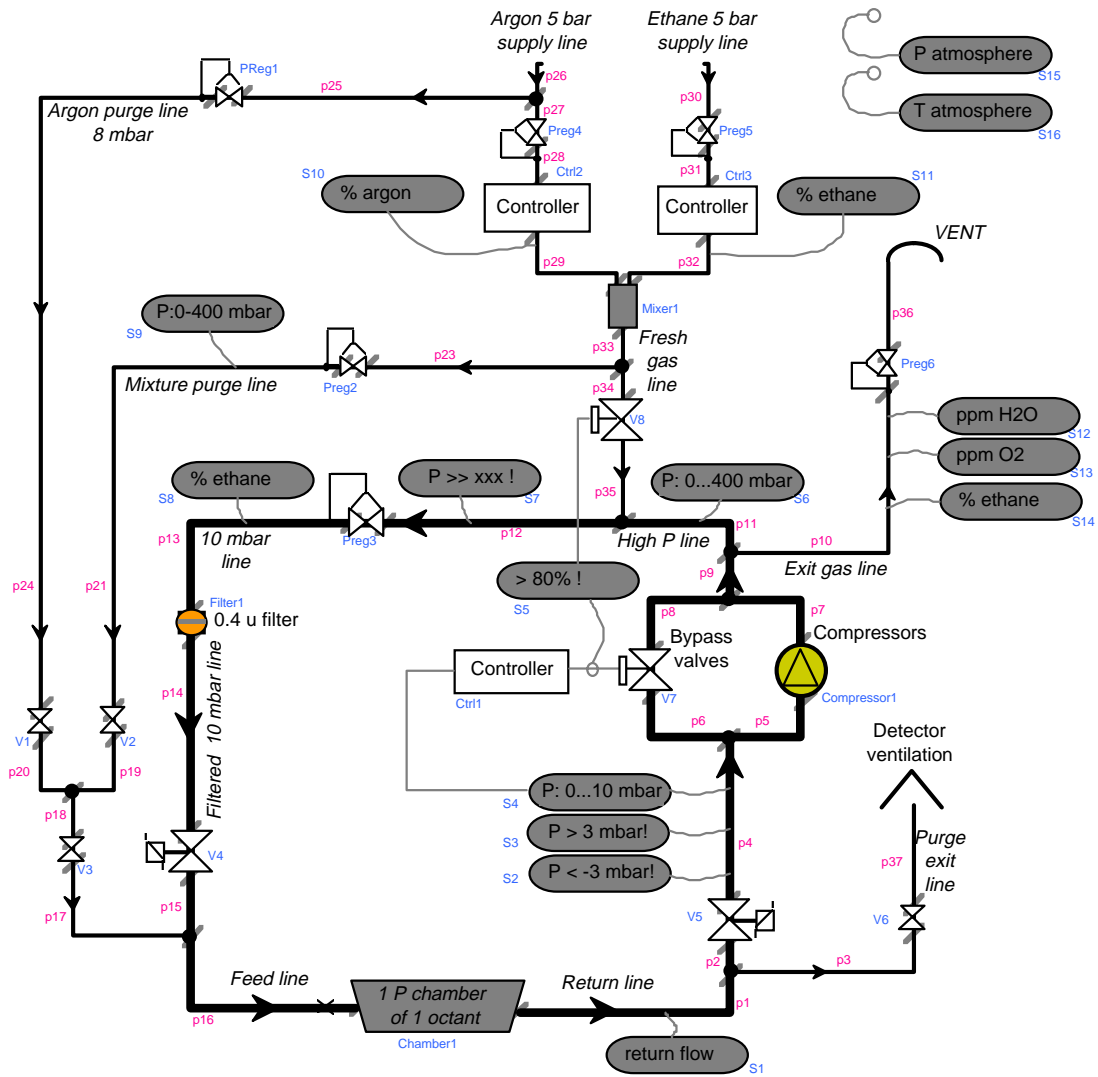 Argon 5 bar
supply line
Ethane 5 bar
supply line
P atmosphere
S15
T atmosphere
S16
PReg1
p25
p26
p27
p30
Argon purge line
8 mbar
Preg4
Preg5
p28
p31
Ctrl2
Ctrl3
S10
% argon
Controller
Controller
% ethane
S11
VENT
p29
p32
P:0-400 mbar
S9
Mixer1
p36
Fresh
gas
line
p33
p23
Preg2
Mixture purge line
p34
Preg6
V8
ppm H2O
S12
ppm O2
S13
% ethane
S14
% ethane
S8
P >> xxx !
S7
P: 0...400 mbar
S6
p35
p13
10 mbar
line
Preg3
p12
High P line
p11
p10
Exit gas line
p9
p24
p21
> 80% !
S5
Filter1
0.4 u filter
p8
p7
Bypass
valves
Compressors
Controller
Ctrl1
V7
Compressor1
p14
Filtered 10 mbar line
p6
p5
V1
V2
p20
p19
Detector
ventilation
P: 0...10 mbar
S4
p18
P > 3 mbar!
S3
p4
V3
V4
P < -3 mbar!
S2
p37
Purge
exit
line
p17
p15
V5
V6
p2
p3
Feed line
Return line
1 P chamber
of 1 octant
p1
p16
Chamber1
return flow
S1